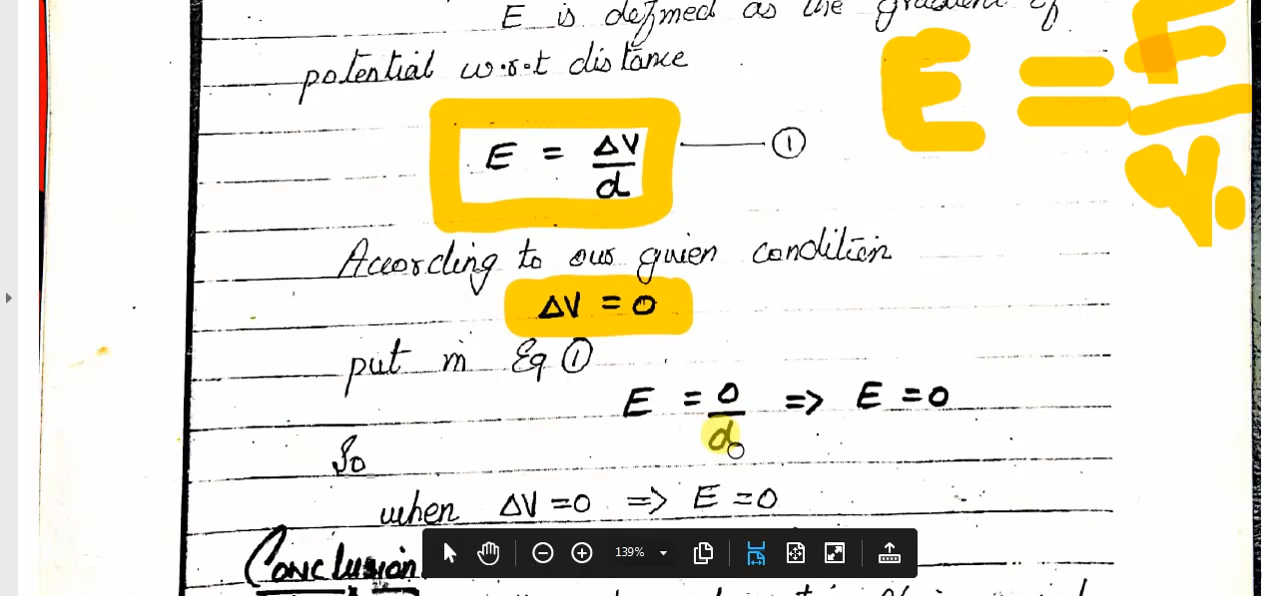 E is defined as the gradient of
potential w.r.t distance
E = F
V.
E = ΔV/d ——— ①
According to our given condition
ΔV = 0
put in Eq ①
E = 0/d => E = 0
So
when ΔV = 0 => E = 0
Conclusion
139%